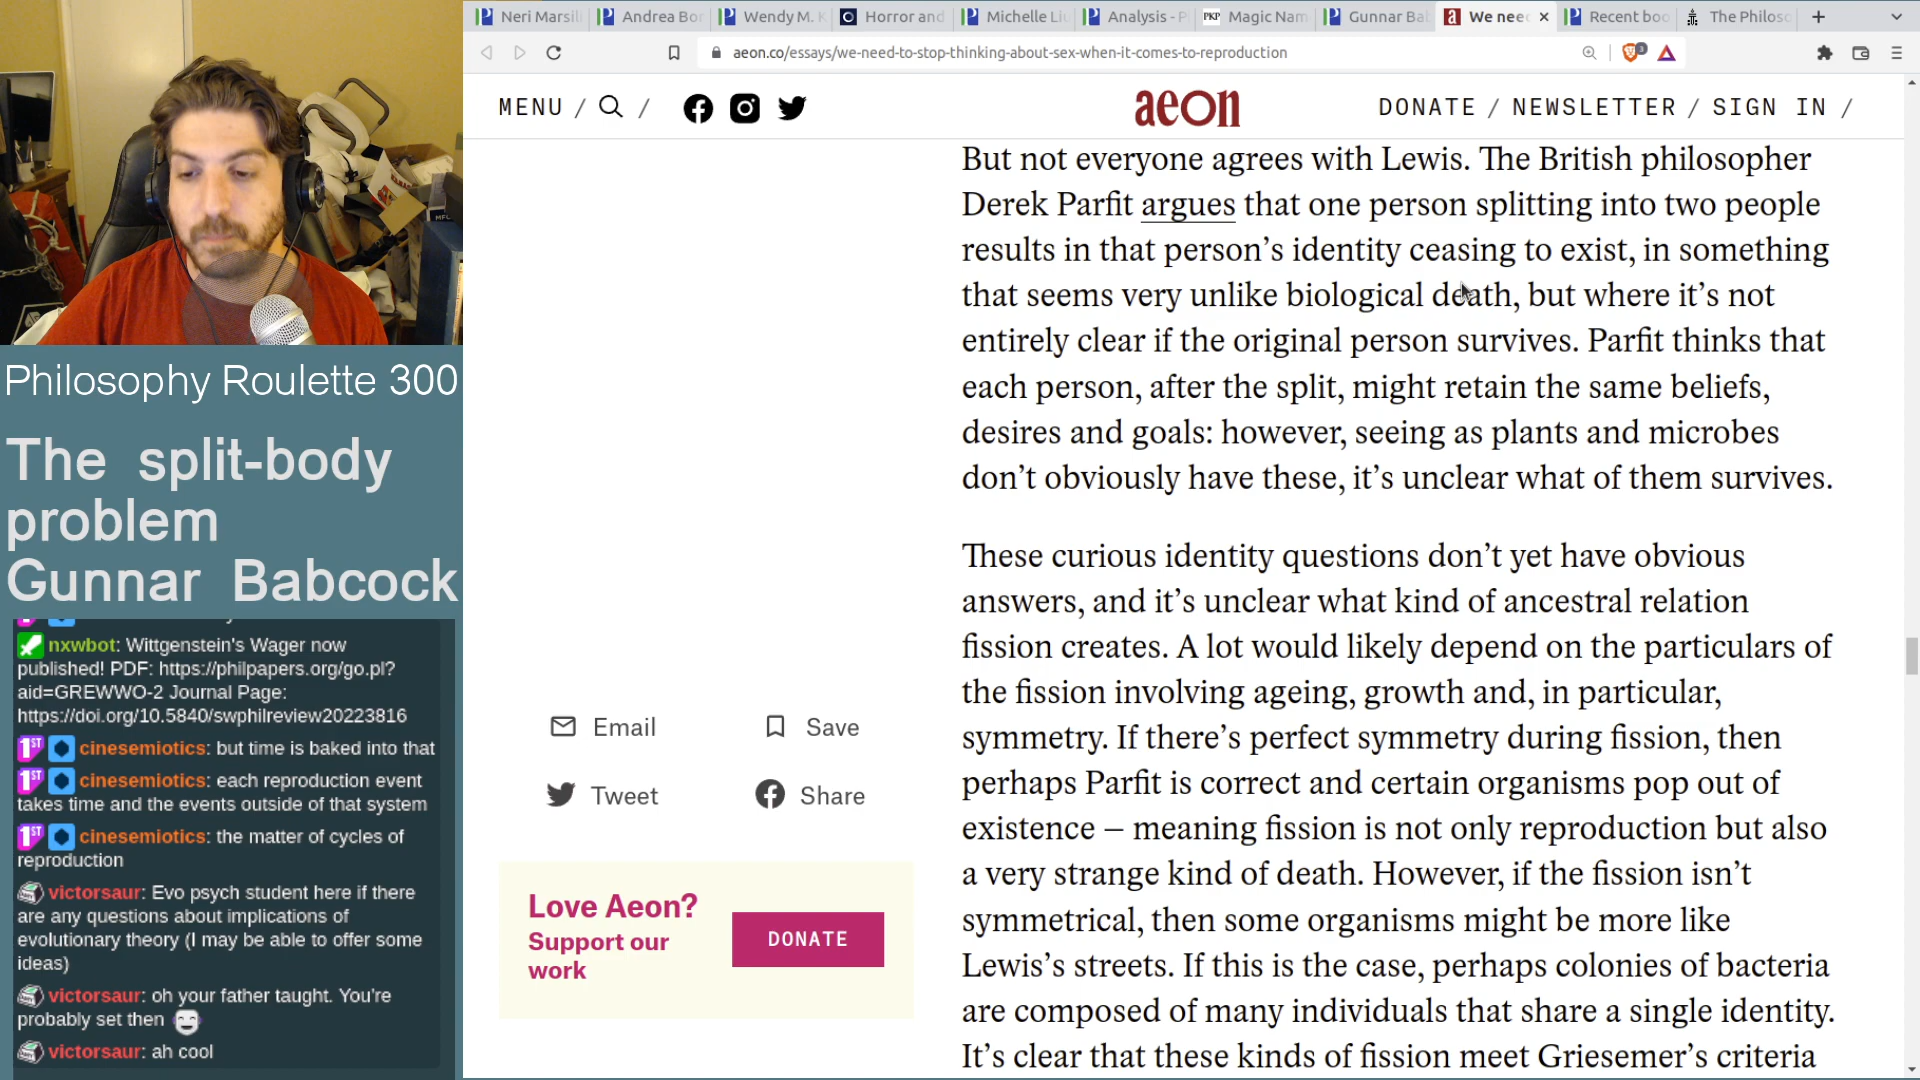 Neri Marsil
Andrea Bor
Wendy M. K
Horror and
Michelle Liu
Analysis - P
PKP Magic Nam
Gunnar Bab
a We need
Recent boo
The Philoso
aeon.co/essays/we-need-to-stop-thinking-about-sex-when-it-comes-to-reproduction
3
MENU / /
aeon
DONATE / NEWSLETTER / SIGN IN /
But not everyone agrees with Lewis. The British philosopher
Derek Parfit argues that one person splitting into two people
results in that person’s identity ceasing to exist, in something
that seems very unlike biological death, but where it’s not
entirely clear if the original person survives. Parfit thinks that
each person, after the split, might retain the same beliefs,
desires and goals: however, seeing as plants and microbes
don’t obviously have these, it’s unclear what of them survives.
These curious identity questions don’t yet have obvious
answers, and it’s unclear what kind of ancestral relation
fission creates. A lot would likely depend on the particulars of
the fission involving ageing, growth and, in particular,
symmetry. If there’s perfect symmetry during fission, then
perhaps Parfit is correct and certain organisms pop out of
existence – meaning fission is not only reproduction but also
a very strange kind of death. However, if the fission isn’t
symmetrical, then some organisms might be more like
Lewis’s streets. If this is the case, perhaps colonies of bacteria
are composed of many individuals that share a single identity.
It’s clear that these kinds of fission meet Griesemer’s criteria
Email
Save
Tweet
Share
Love Aeon?
Support our
work
DONATE
Philosophy Roulette 300
The split-body
problem
Gunnar Babcock
nxwbot: Wittgenstein's Wager now
published! PDF: https://philpapers.org/go.pl?
aid=GREWWO-2 Journal Page:
https://doi.org/10.5840/swphilreview20223816
1ST cinesemiotics: but time is baked into that
1ST cinesemiotics: each reproduction event
takes time and the events outside of that system
1ST cinesemiotics: the matter of cycles of
reproduction
victorsaur: Evo psych student here if there
are any questions about implications of
evolutionary theory (I may be able to offer some
ideas)
victorsaur: oh your father taught. You're
probably set then
victorsaur: ah cool